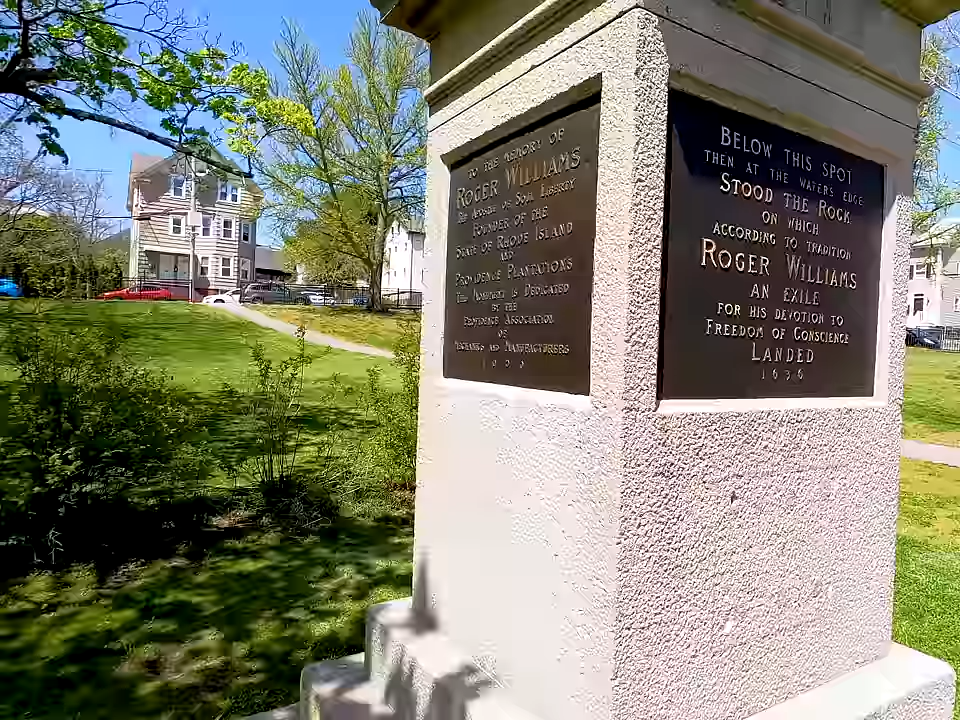 TO THE MEMORY OF
ROGER WILLIAMS
THE APOSTLE OF SOUL LIBERTY
FOUNDER OF THE
STATE OF RHODE ISLAND
AND
PROVIDENCE PLANTATIONS
THIS MONUMENT IS DEDICATED
BY THE
PROVIDENCE ASSOCIATION
OF
MECHANICS AND MANUFACTURERS
BELOW THIS SPOT
THEN AT THE WATERS EDGE
STOOD THE ROCK
ON WHICH
ACCORDING TO TRADITION
ROGER WILLIAMS
AN EXILE
FOR HIS DEVOTION TO
FREEDOM OF CONSCIENCE
LANDED
1636